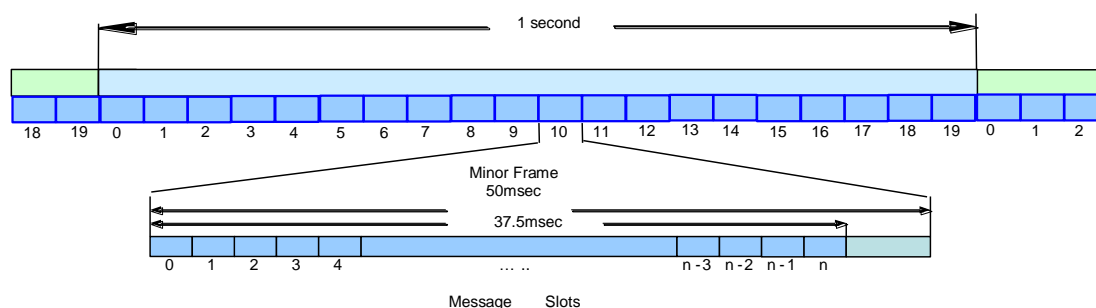 1 second
18 19 0 1 2 3 4 5 6 7 8 9 10 11 12 13 14 15 16 17 18 19 0 1 2
Minor Frame
50msec
37.5msec
0 1 2 3 4 ... .. n-3 n-2 n-1 n
Message Slots